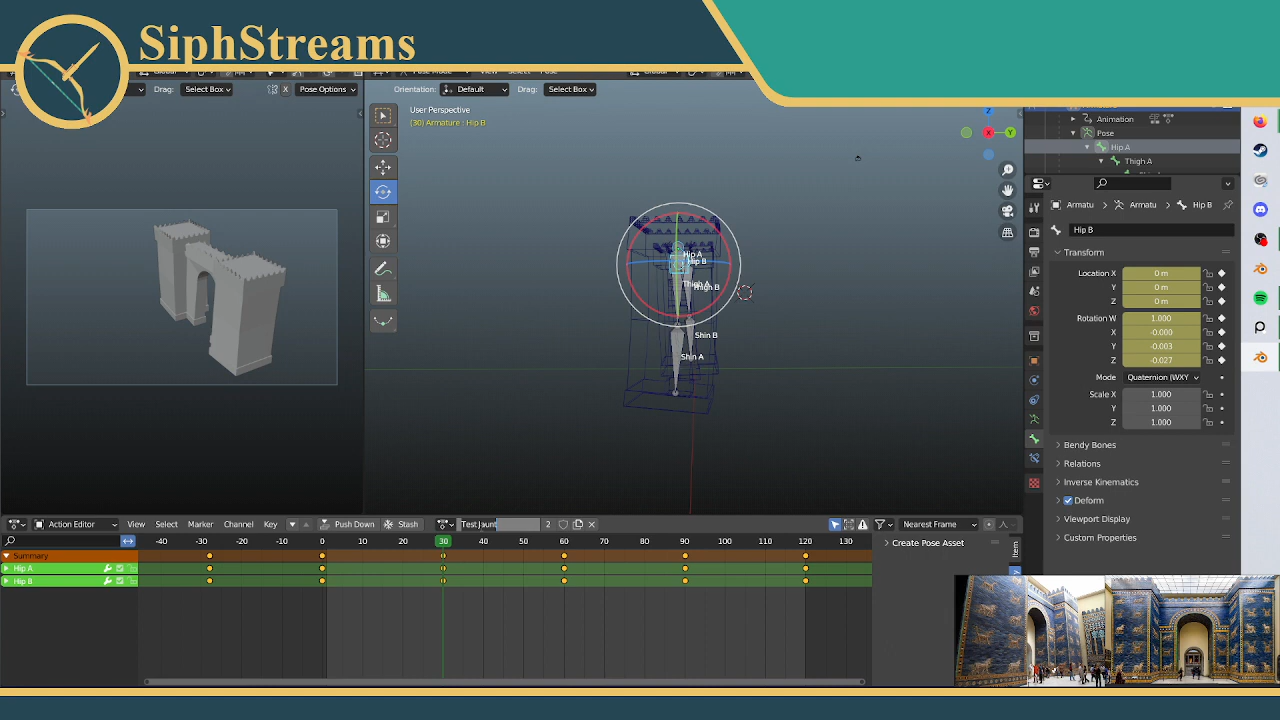 SiphStreams
Drag: Select Box
X Pose Options
Orientation: Default Drag: Select Box
User Perspective
(30) Armature : Hip B
Hip A
Hip B
Thigh A
Thigh B
Shin B
Shin A
Z
X
Y
Animation
Pose
Hip A
Thigh A
Armatu Armatu Hip B
Hip B
Transform
Location X 0 m
Y 0 m
Z 0 m
Rotation W 1.000
X -0.000
Y -0.003
Z -0.027
Mode Quaternion (WXY
Scale X 1.000
Y 1.000
Z 1.000
Bendy Bones
Relations
Inverse Kinematics
Deform
Viewport Display
Custom Properties
Action Editor View Select Marker Channel Key Push Down Stash Test Jaunt 2 Nearest Frame
-40 -30 -20 -10 0 10 20 30 40 50 60 70 80 90 100 110 120 130
Summary
Hip A
Hip B
Create Pose Asset
Item